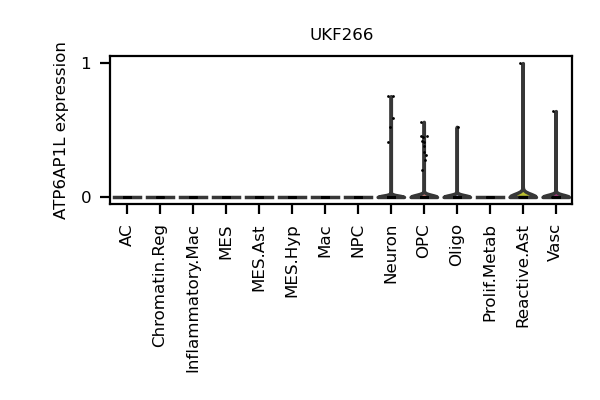 UKF266
ATP6AP1L expression
1
0
AC
Chromatin.Reg
Inflammatory.Mac
MES
MES.Ast
MES.Hyp
Mac
NPC
Neuron
OPC
Oligo
Prolif.Metab
Reactive.Ast
Vasc